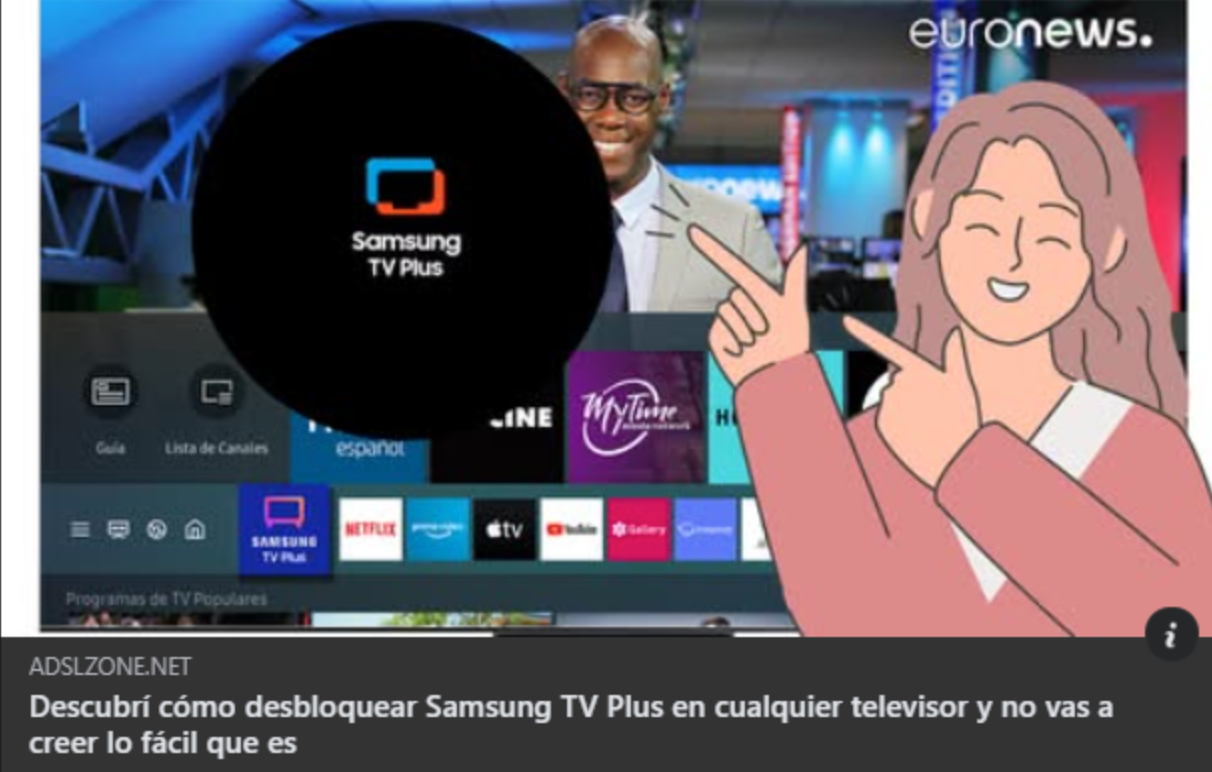 euronews.
Samsung
TV Plus
Guía
Lista de Canales
español
CINE
MyTime
SAMSUNG
TV Plus
NETFLIX
prime video
tv
YouTube
Gallery
Programas de TV Populares
ADSLZONE.NET
Descubrí cómo desbloquear Samsung TV Plus en cualquier televisor y no vas a
creer lo fácil que es